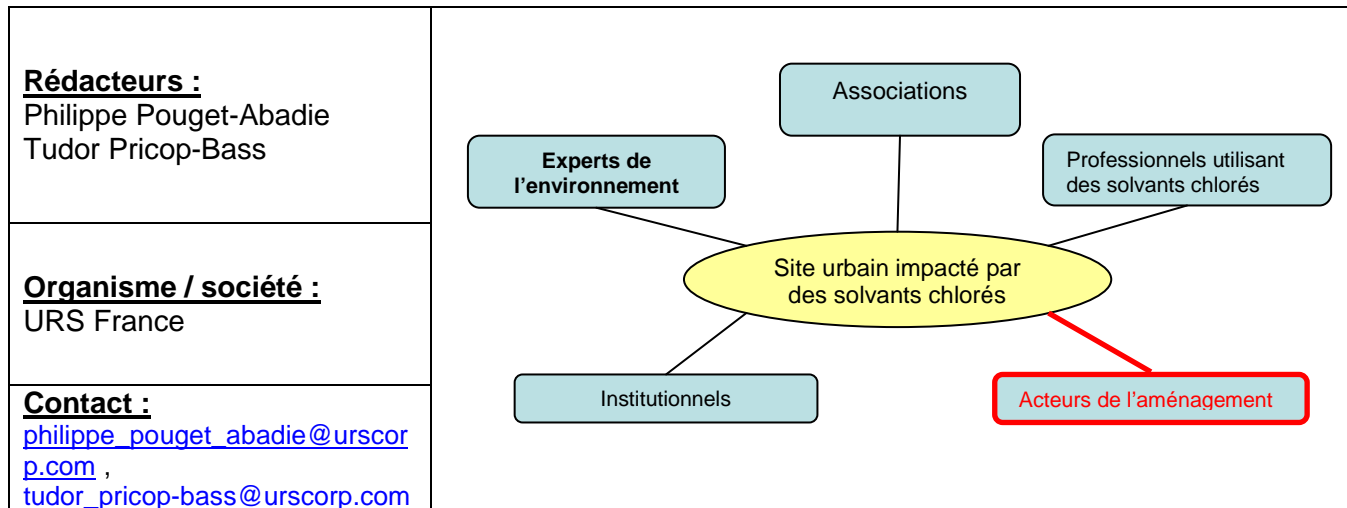 Rédacteurs :
Philippe Pouget-Abadie
Tudor Pricop-Bass
Organisme / société :
URS France
Contact :
philippe_pouget_abadie@urscor
p.com ,
tudor_pricop-bass@urscorp.com
Associations
Experts de
l’environnement
Professionnels utilisant
des solvants chlorés
Site urbain impacté par
des solvants chlorés
Institutionnels
Acteurs de l’aménagement